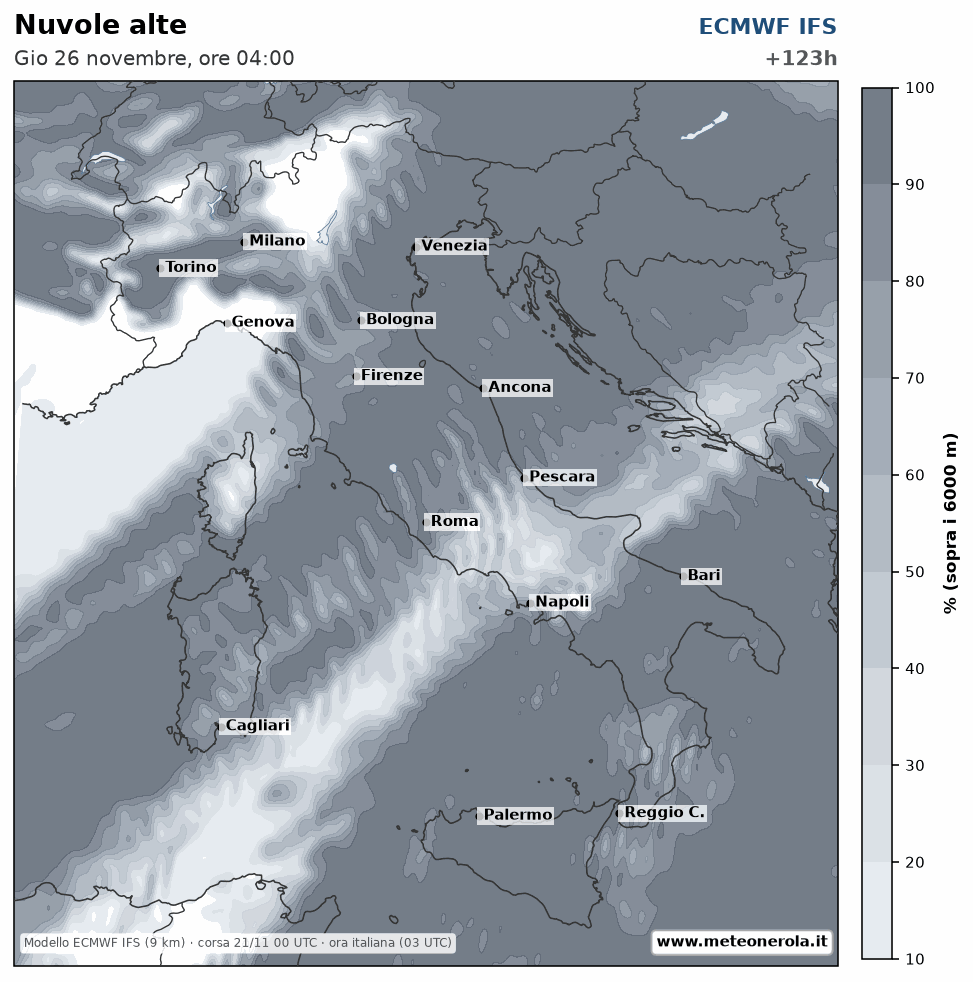 Nuvole alte
ECMWF IFS
Gio 26 novembre, ore 04:00
+123h
100
90
80
70
60
50
40
30
20
10
% (sopra i 6000 m)
Milano
Venezia
Torino
Genova
Bologna
Firenze
Ancona
Pescara
Roma
Bari
Napoli
Cagliari
Palermo
Reggio C.
Modello ECMWF IFS (9 km) · corsa 21/11 00 UTC · ora italiana (03 UTC)
www.meteonerola.it